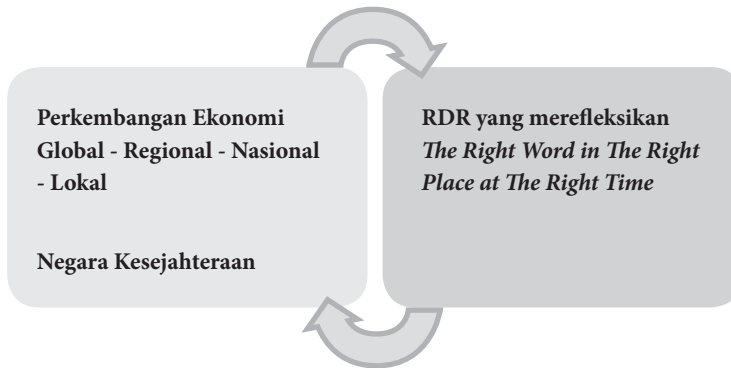 Perkembangan Ekonomi
Global - Regional - Nasional
- Lokal
Negara Kesejahteraan
RDR yang merefleksikan
The Right Word in The Right
Place at The Right Time